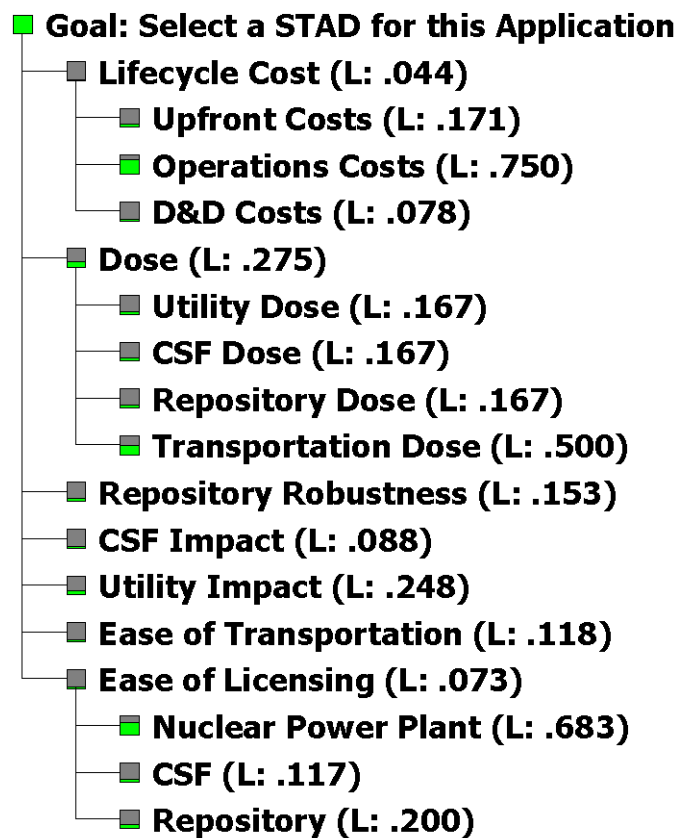 Goal: Select a STAD for this Application
Lifecycle Cost (L: .044)
Upfront Costs (L: .171)
Operations Costs (L: .750)
D&D Costs (L: .078)
Dose (L: .275)
Utility Dose (L: .167)
CSF Dose (L: .167)
Repository Dose (L: .167)
Transportation Dose (L: .500)
Repository Robustness (L: .153)
CSF Impact (L: .088)
Utility Impact (L: .248)
Ease of Transportation (L: .118)
Ease of Licensing (L: .073)
Nuclear Power Plant (L: .683)
CSF (L: .117)
Repository (L: .200)